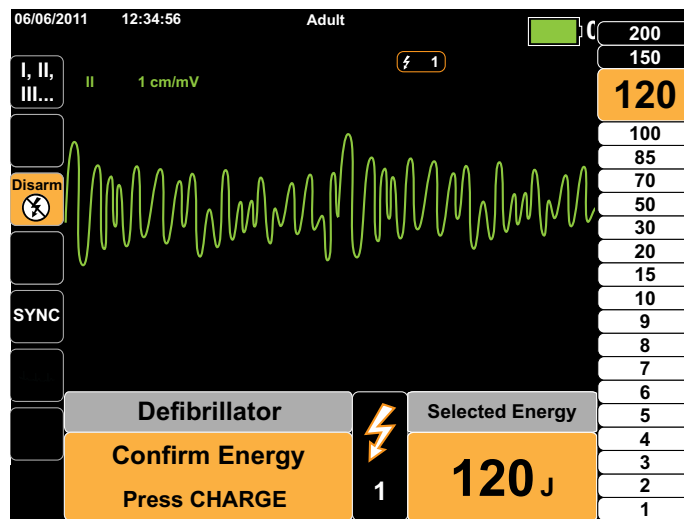 06/06/2011 12:34:56 Adult
1
I, II,
III...
II 1 cm/mV
Disarm
SYNC
Defibrillator
Confirm Energy
Press CHARGE
1
Selected Energy
120 J
200
150
120
100
85
70
50
30
20
15
10
9
8
7
6
5
4
3
2
1